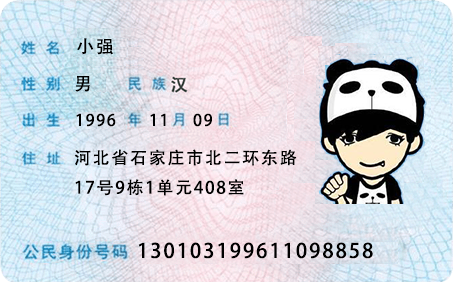 姓名 小强
性别 男 民族 汉
出生 1996 年 11 月 09 日
住址 河北省石家庄市北二环东路
17号9栋1单元408室
公民身份号码 130103199611098858